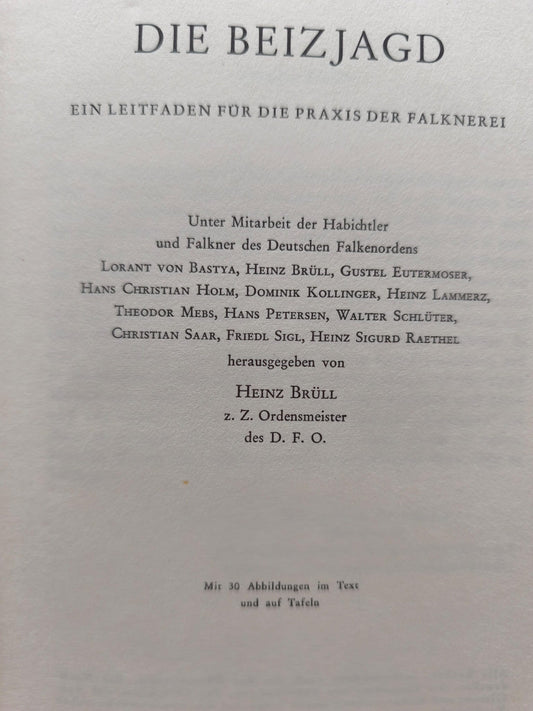 DIE BEIZJAGD
EIN LEITFADEN FÜR DIE PRAXIS DER FALKNEREI
Unter Mitarbeit der Habichtler
und Falkner des Deutschen Falkenordens
LORANT VON BASTYA, HEINZ BRÜLL, GUSTEL EUTERMOSER,
HANS CHRISTIAN HOLM, DOMINIK KOLLINGER, HEINZ LAMMERZ,
THEODOR MEBS, HANS PETERSEN, WALTER SCHLÜTER,
CHRISTIAN SAAR, FRIEDL SIGL, HEINZ SIGURD RAETHEL
herausgegeben von
HEINZ BRÜLL
z. Z. Ordensmeister
des D. F. O.
Mit 30 Abbildungen im Text
und auf Tafeln